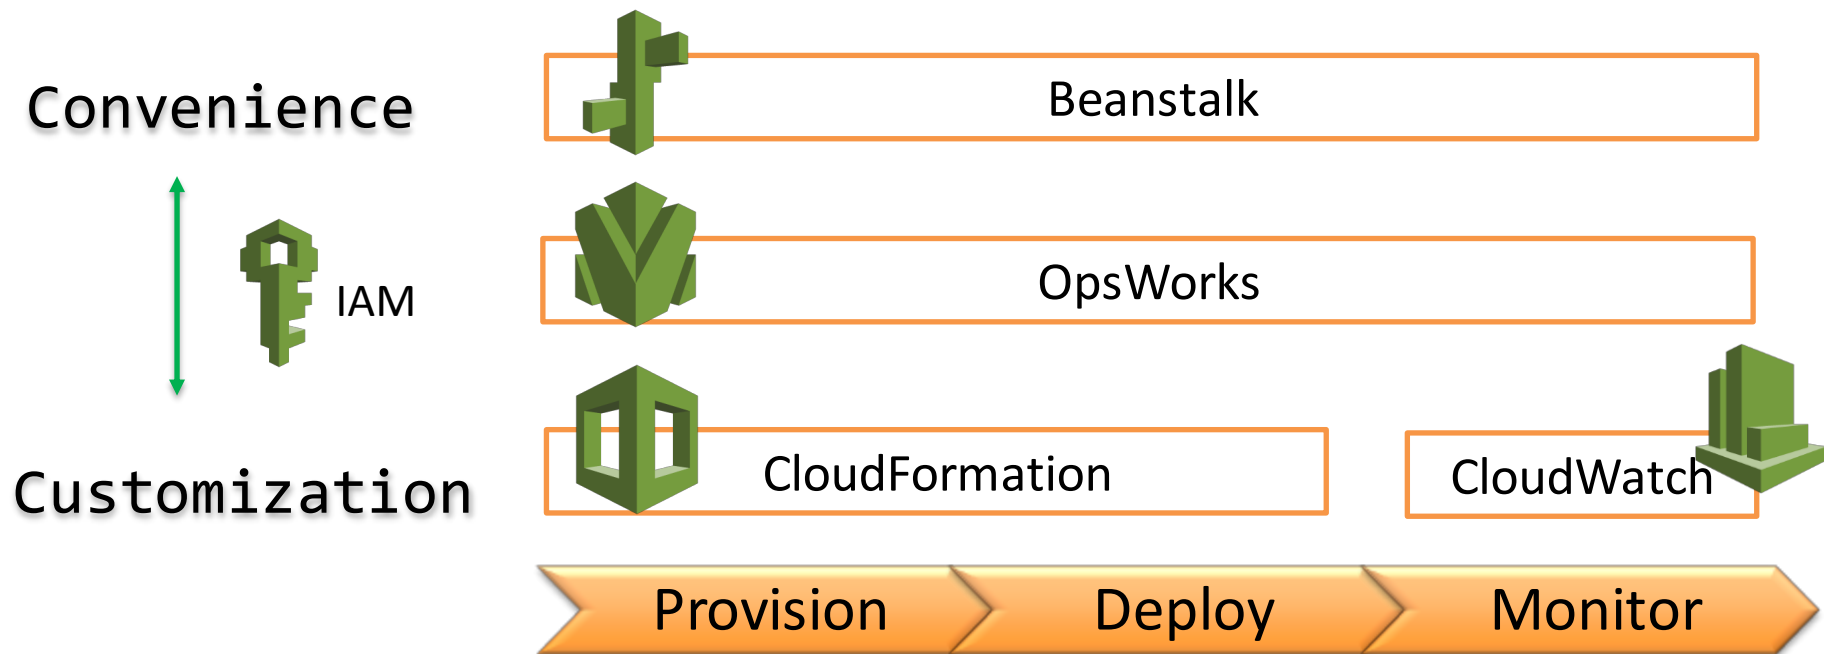 Convenience
Beanstalk
IAM
OpsWorks
Customization
CloudFormation
CloudWatch
Provision
Deploy
Monitor